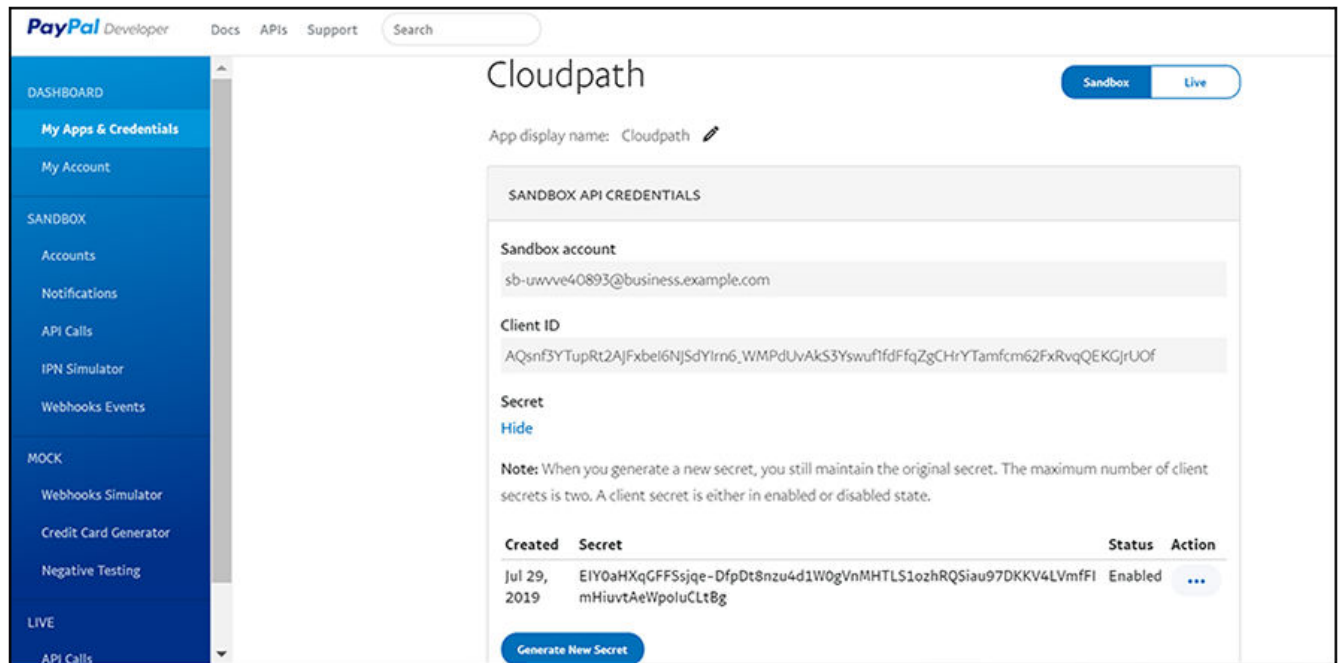 PayPal Developer Docs APIs Support Search
DASHBOARD
My Apps & Credentials
My Account
SANDBOX
Accounts
Notifications
API Calls
IPN Simulator
Webhooks Events
MOCK
Webhooks Simulator
Credit Card Generator
Negative Testing
LIVE
API Calls
Cloudpath
Sandbox Live
App display name: Cloudpath
SANDBOX API CREDENTIALS
Sandbox account
sb-uwvve40893@business.example.com
Client ID
AQsnf3YTupRt2AJFxbeI6NJSdYIrn6_WMPdUvAkS3Yswuf1fdFfqZgCHrYTamfcm62FxRvqQEKGJrUOf
Secret
Hide
Note: When you generate a new secret, you still maintain the original secret. The maximum number of client
secrets is two. A client secret is either in enabled or disabled state.
Created Secret Status Action
Jul 29, EIY0aHXqGFFSsjqe-DfpDt8nzu4d1W0gVnMHTLS1ozhRQSiau97DKKV4LVmfFI Enabled
2019 mHiuvtAeWpoIuCLtBg
Generate New Secret